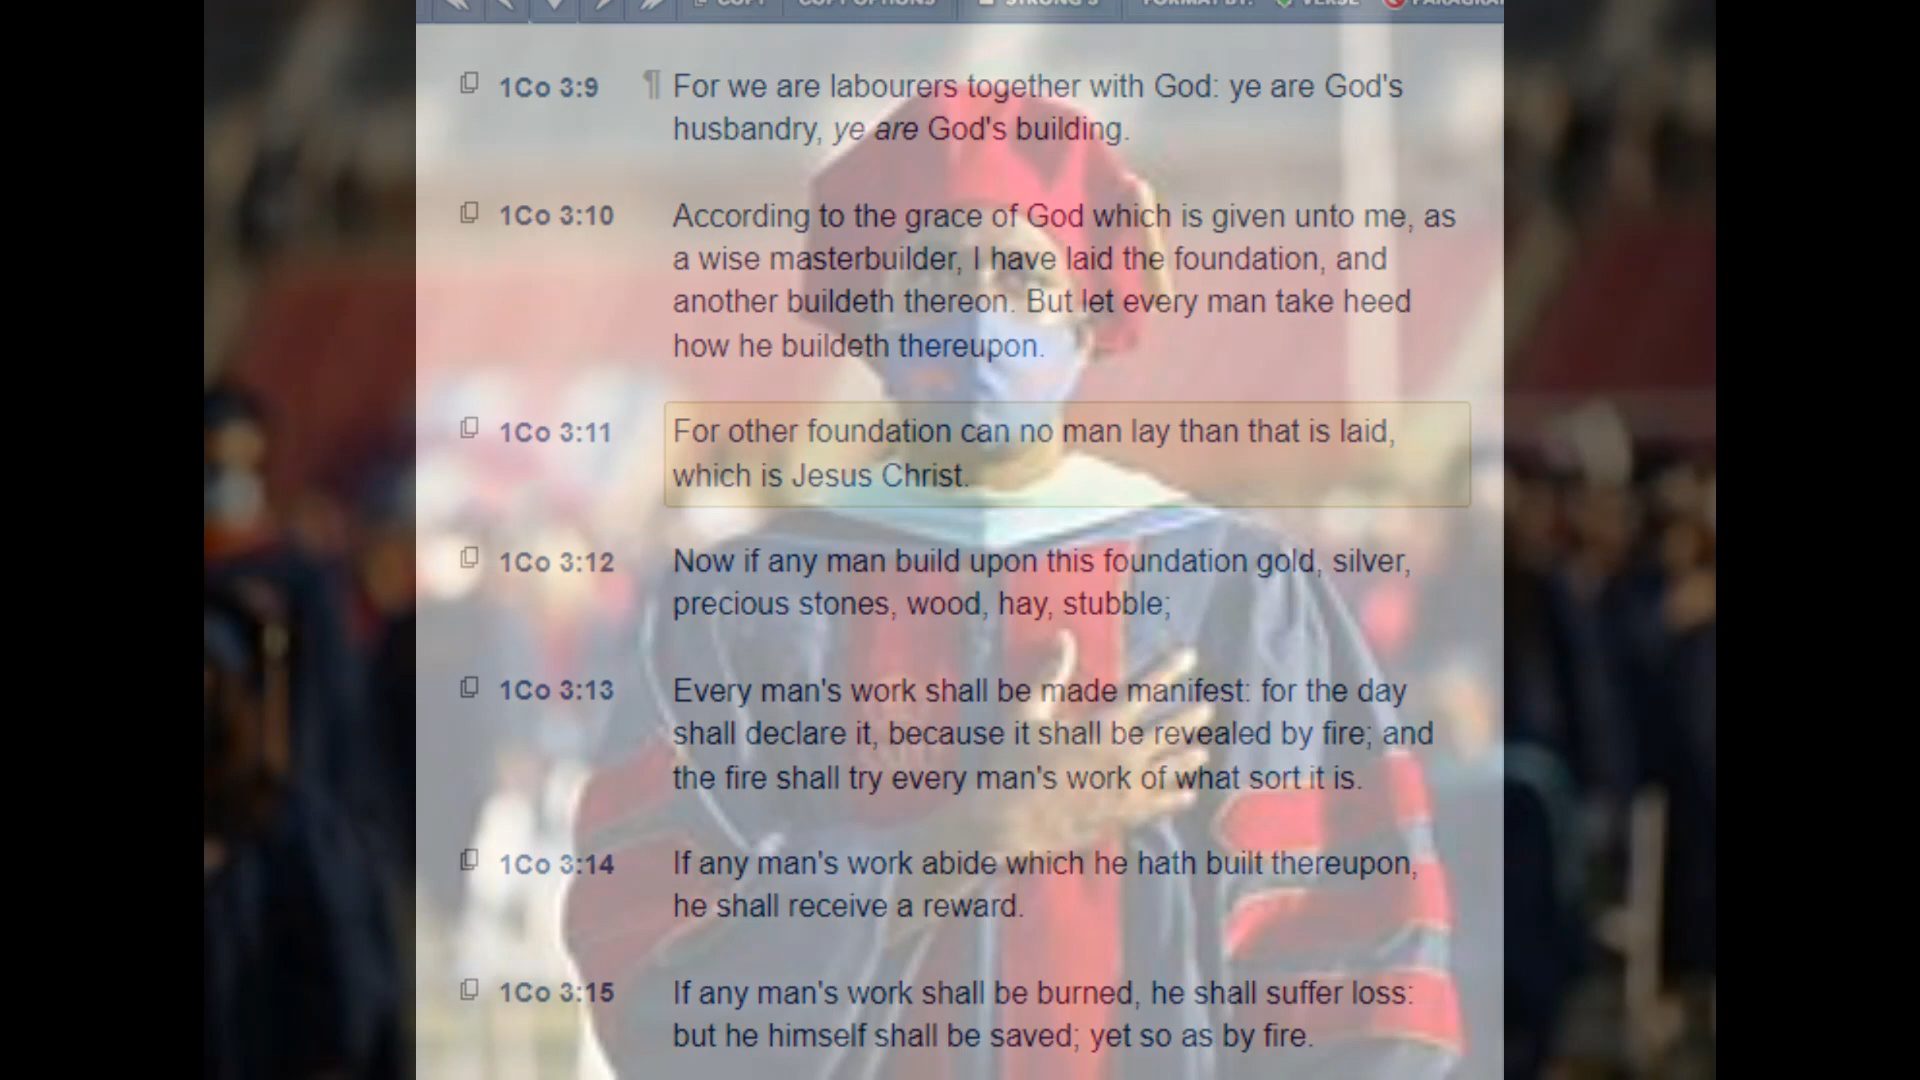 COPY COPY OPTIONS STRONG'S FORMAT BY: VERSE PARAGRA
1Co 3:9 ¶ For we are labourers together with God: ye are God's
husbandry, ye are God's building.
1Co 3:10 According to the grace of God which is given unto me, as
a wise masterbuilder, I have laid the foundation, and
another buildeth thereon. But let every man take heed
how he buildeth thereupon.
1Co 3:11 For other foundation can no man lay than that is laid,
which is Jesus Christ.
1Co 3:12 Now if any man build upon this foundation gold, silver,
precious stones, wood, hay, stubble;
1Co 3:13 Every man's work shall be made manifest: for the day
shall declare it, because it shall be revealed by fire; and
the fire shall try every man's work of what sort it is.
1Co 3:14 If any man's work abide which he hath built thereupon,
he shall receive a reward.
1Co 3:15 If any man's work shall be burned, he shall suffer loss:
but he himself shall be saved; yet so as by fire.